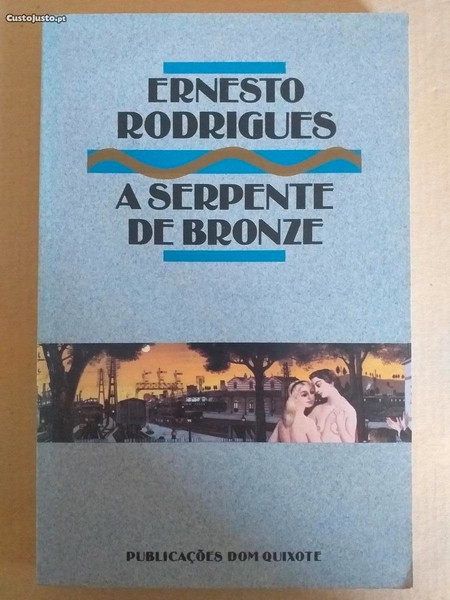 CustoJusto.pt
ERNESTO
RODRIGUES
A SERPENTE
DE BRONZE
PUBLICAÇÕES DOM QUIXOTE